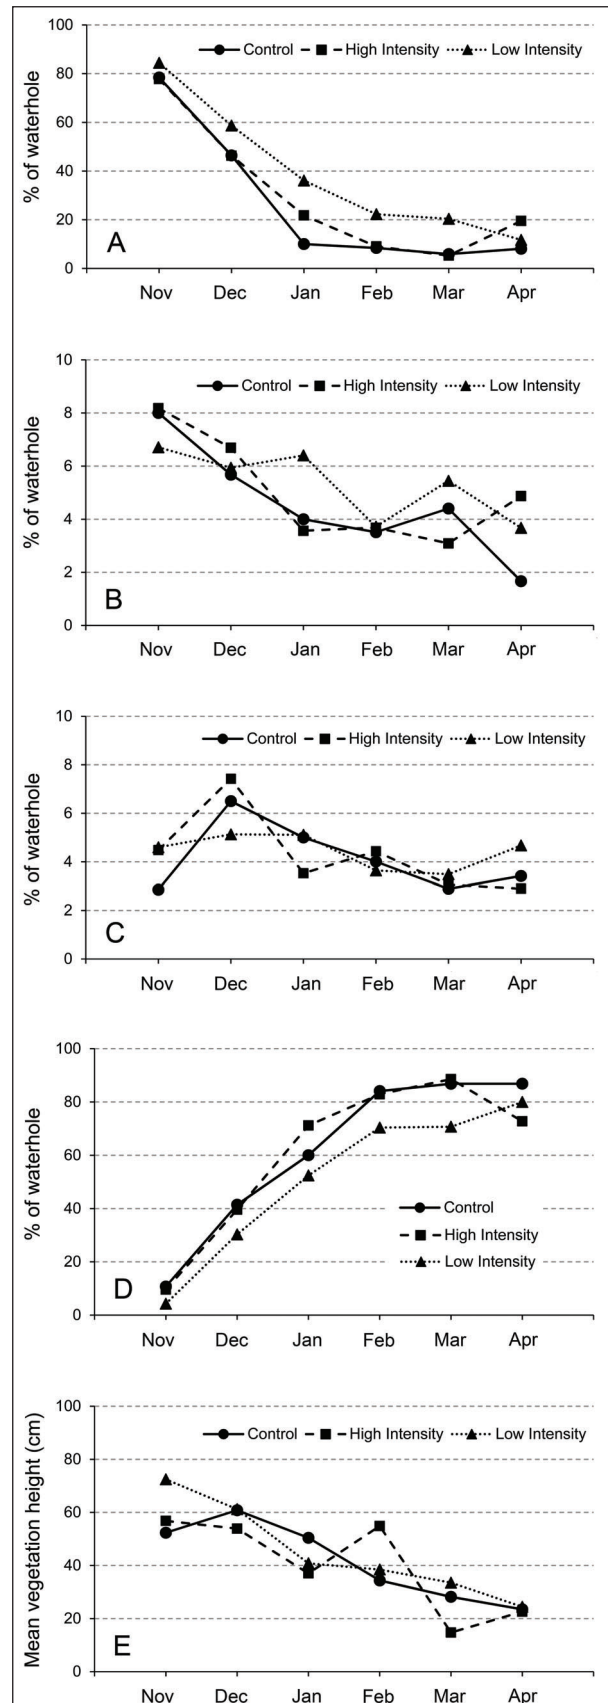 100
Control High Intensity Low Intensity
80
60
40
20
0
% of waterhole
A
Nov Dec Jan Feb Mar Apr
10
Control High Intensity Low Intensity
8
6
4
2
0
% of waterhole
B
Nov Dec Jan Feb Mar Apr
10
Control High Intensity Low Intensity
8
6
4
2
0
% of waterhole
C
Nov Dec Jan Feb Mar Apr
100
80
60
40
20
0
% of waterhole
Control
High Intensity
Low Intensity
D
Nov Dec Jan Feb Mar Apr
100
Control High Intensity Low Intensity
80
60
40
20
0
Mean vegetation height (cm)
E
Nov Dec Jan Feb Mar Apr